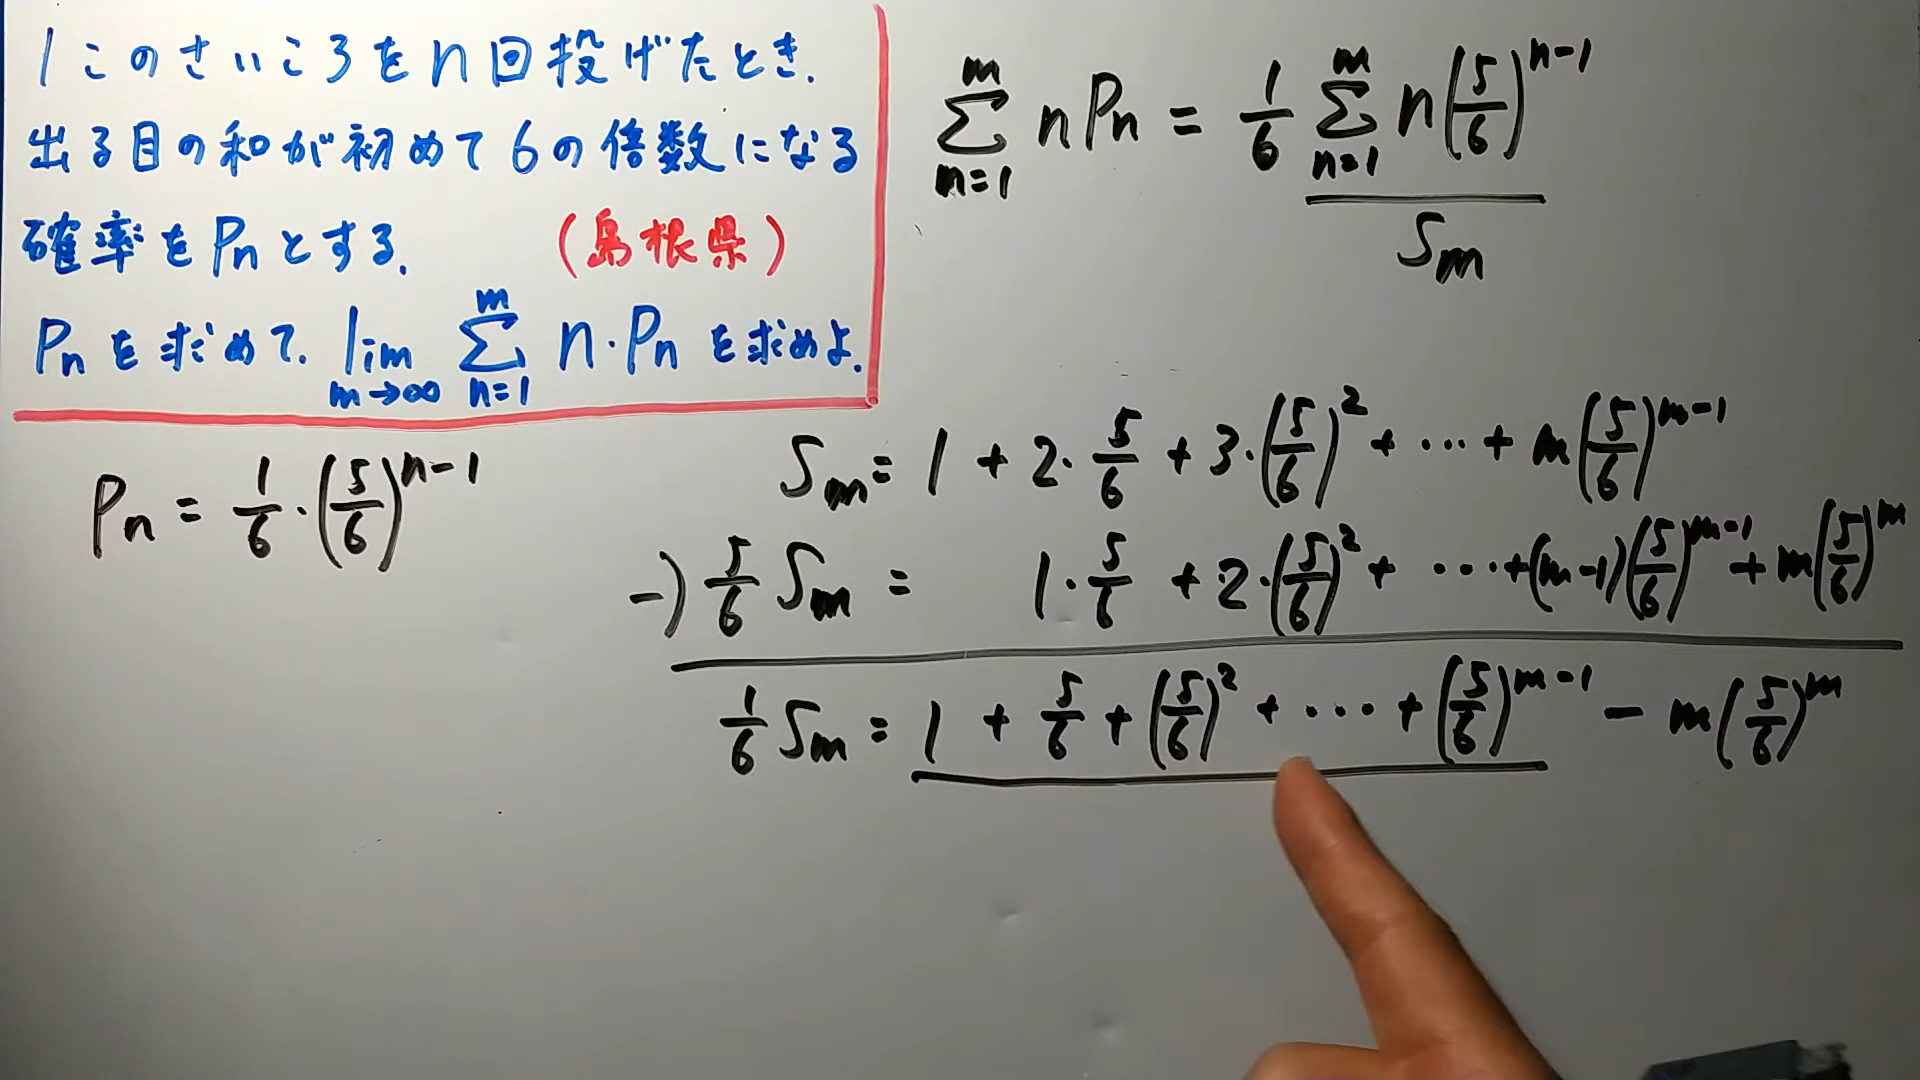 1このさいころをn回投げたとき.
出る目の和が初めて6の倍数になる
確率をPnとする. (島根県)
Pnを求めて. lim m→∞ Σ m n=1 n・Pn を求めよ.
Pn = 1/6・(5/6)^n-1
Σ m m=1 nPn = 1/6 Σ m n=1 n(5/6)^n-1
Sm
Sm = 1 + 2・5/6 + 3・(5/6)^2 + … + m(5/6)^m-1
-) 5/6 Sm = 1・5/6 + 2・(5/6)^2 + … + (m-1)(5/6)^m-1 + m(5/6)^m
1/6 Sm = 1 + 5/6 + (5/6)^2 + … + (5/6)^m-1 - m(5/6)^m